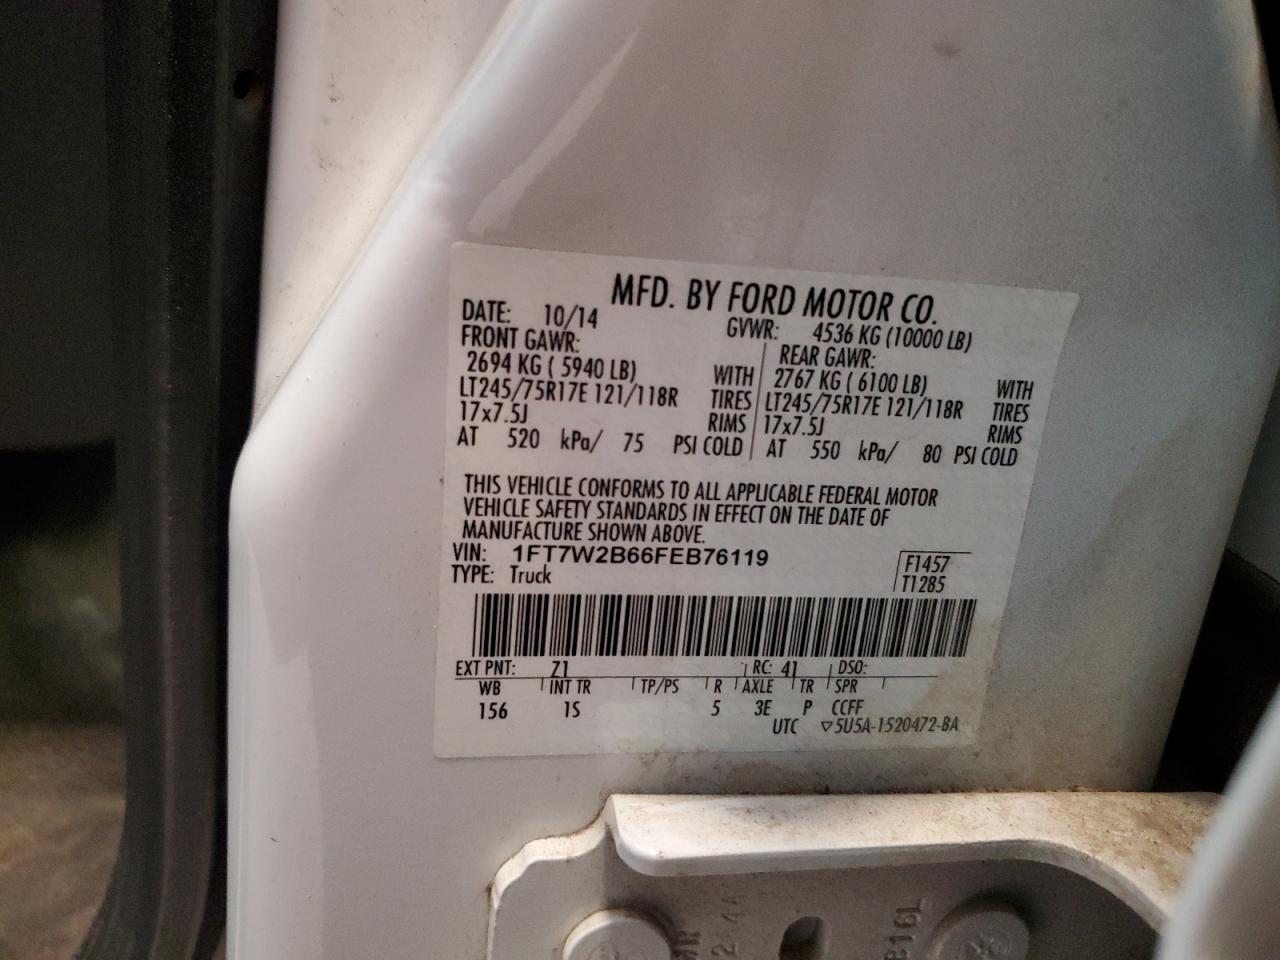 MFD. BY FORD MOTOR CO.
DATE: 10/14 GVWR: 4536 KG (10000 LB)
FRONT GAWR: REAR GAWR:
2694 KG ( 5940 LB) WITH 2767 KG ( 6100 LB) WITH
LT245/75R17E 121/118R TIRES LT245/75R17E 121/118R TIRES
17x7.5J RIMS 17x7.5J RIMS
AT 520 kPa/ 75 PSI COLD AT 550 kPa/ 80 PSI COLD
THIS VEHICLE CONFORMS TO ALL APPLICABLE FEDERAL MOTOR
VEHICLE SAFETY STANDARDS IN EFFECT ON THE DATE OF
MANUFACTURE SHOWN ABOVE.
VIN: 1FT7W2B66FEB76119 F1457
TYPE: Truck T1285
EXT PNT: Z1 RC: 41 DSO:
WB INT TR TP/PS R AXLE TR SPR
156 1S 5 3E P CCFF
UTC ▽5U5A-1520472-BA